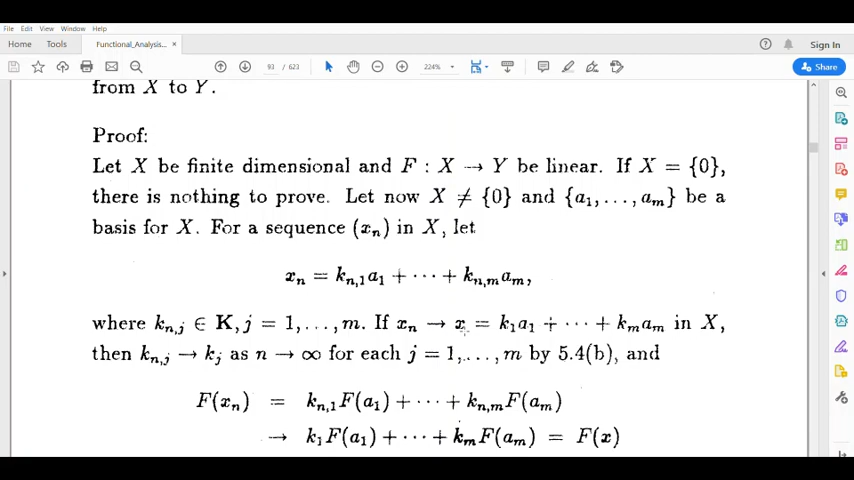 File Edit View Window Help
Home Tools Functional_Analysis... × Sign In
93 / 623 224% Share
from X to Y.
Proof:
Let X be finite dimensional and F : X → Y be linear. If X = {0},
there is nothing to prove. Let now X ≠ {0} and {a₁, . . . , aₘ} be a
basis for X. For a sequence (xₙ) in X, let
xₙ = kₙ,₁a₁ + ··· + kₙ,ₘaₘ,
where kₙ,ⱼ ∈ K, j = 1, . . . , m. If xₙ → x = k₁a₁ + ··· + kₘaₘ in X,
then kₙ,ⱼ → kⱼ as n → ∞ for each j = 1, . . . , m by 5.4(b), and
F(xₙ) = kₙ,₁F(a₁) + ··· + kₙ,ₘF(aₘ)
→ k₁F(a₁) + ··· + kₘF(aₘ) = F(x)